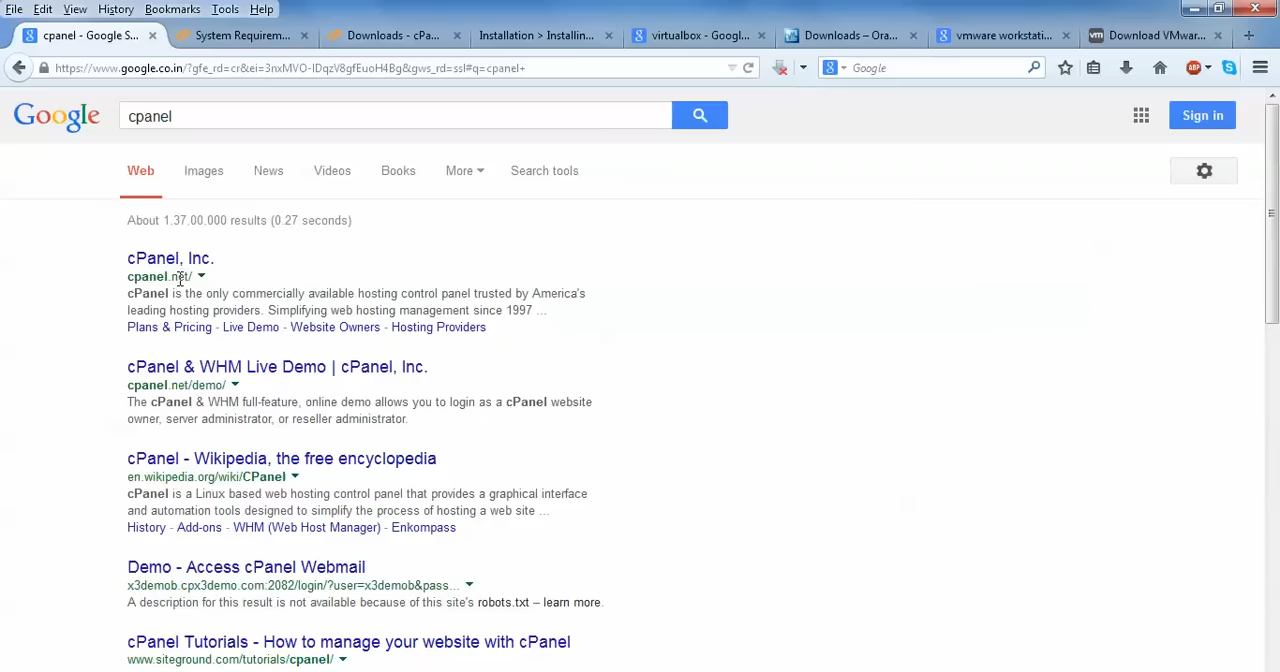 File Edit View History Bookmarks Tools Help
cpanel - Google S... System Requirem... Downloads - cPa... Installation > Installin... virtualbox - Googl... Downloads – Ora... vmware workstati... Download VMwar...
https://www.google.co.in/?gfe_rd=cr&ei=3nxMVO-IDqzV8gfEuoH4Bg&gws_rd=ssl#q=cpanel+ Google
Google cpanel Sign in
Web Images News Videos Books More Search tools
About 1,37,00,000 results (0.27 seconds)
cPanel, Inc.
cpanel.net/
cPanel is the only commercially available hosting control panel trusted by America's
leading hosting providers. Simplifying web hosting management since 1997 ...
Plans & Pricing - Live Demo - Website Owners - Hosting Providers
cPanel & WHM Live Demo | cPanel, Inc.
cpanel.net/demo/
The cPanel & WHM full-feature, online demo allows you to login as a cPanel website
owner, server administrator, or reseller administrator.
cPanel - Wikipedia, the free encyclopedia
en.wikipedia.org/wiki/CPanel
cPanel is a Linux based web hosting control panel that provides a graphical interface
and automation tools designed to simplify the process of hosting a web site ...
History - Add-ons - WHM (Web Host Manager) - Enkompass
Demo - Access cPanel Webmail
x3demob.cpx3demo.com:2082/login/?user=x3demob&pass...
A description for this result is not available because of this site's robots.txt – learn more.
cPanel Tutorials - How to manage your website with cPanel
www.siteground.com/tutorials/cpanel/